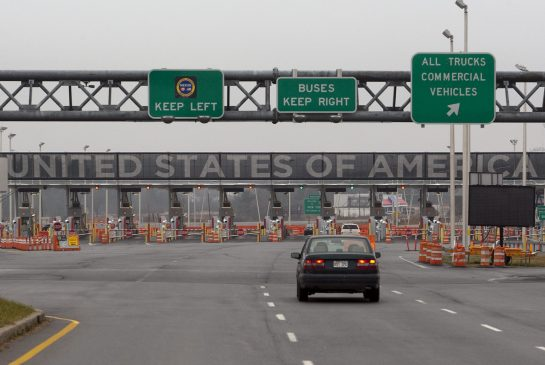 KEEP LEFT
BUSES
KEEP RIGHT
ALL TRUCKS
COMMERCIAL
VEHICLES
UNITED STATES OF AMERICA